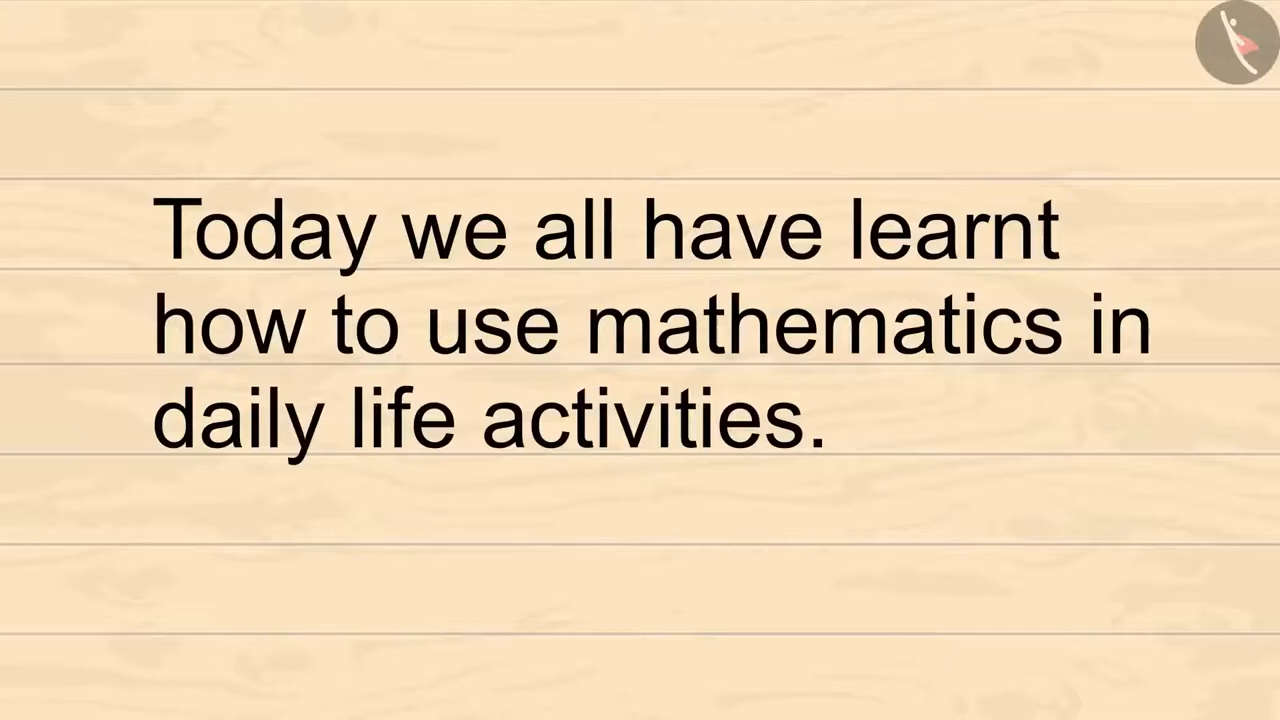 Today we all have learnt
how to use mathematics in
daily life activities.